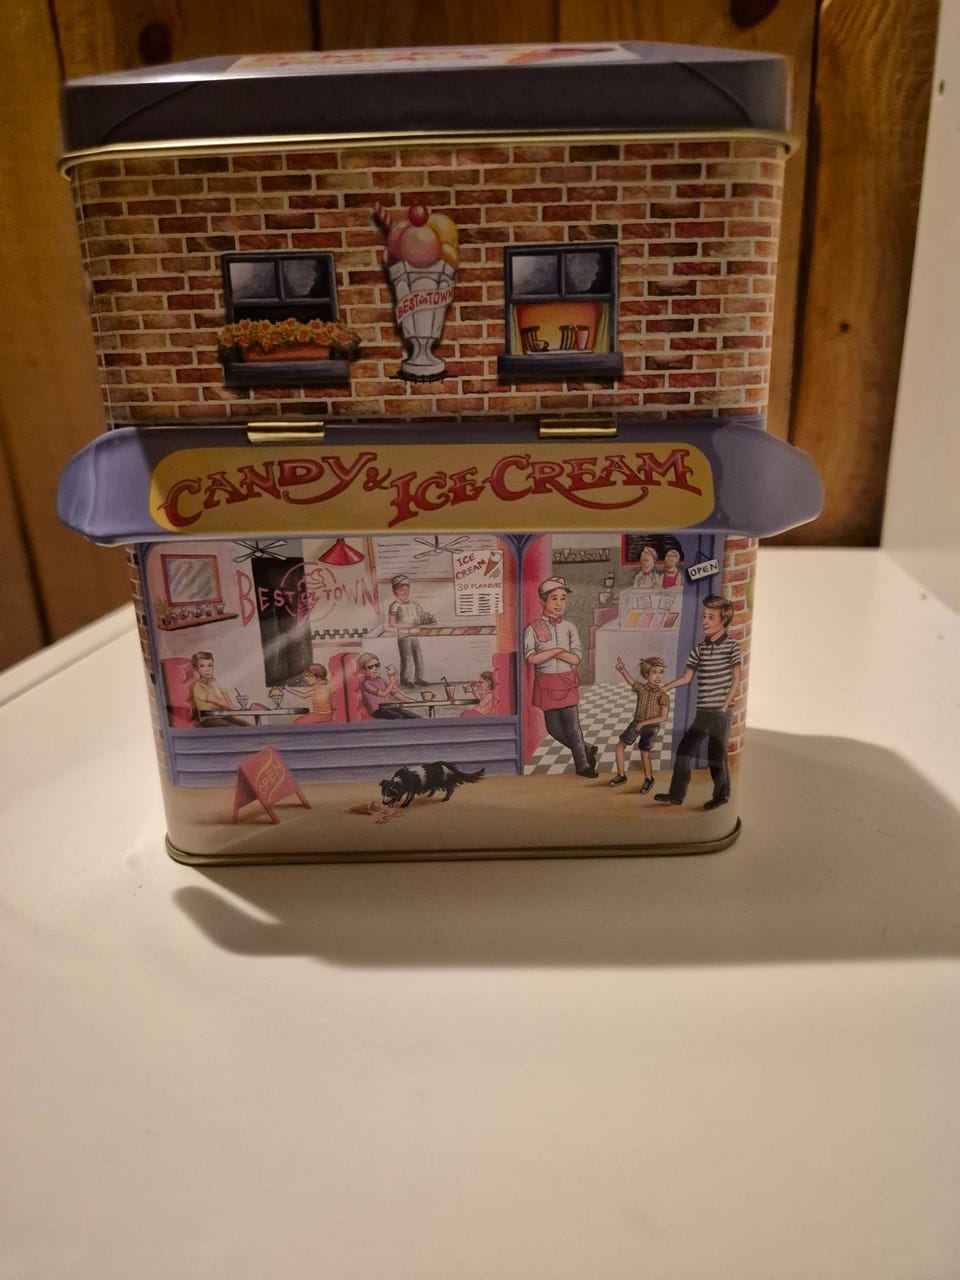 BEST IN TOWN
CANDY & ICE CREAM
BEST IN TOWN
ICE
CREAM
30 FLAVOURS
OPEN
OPEN